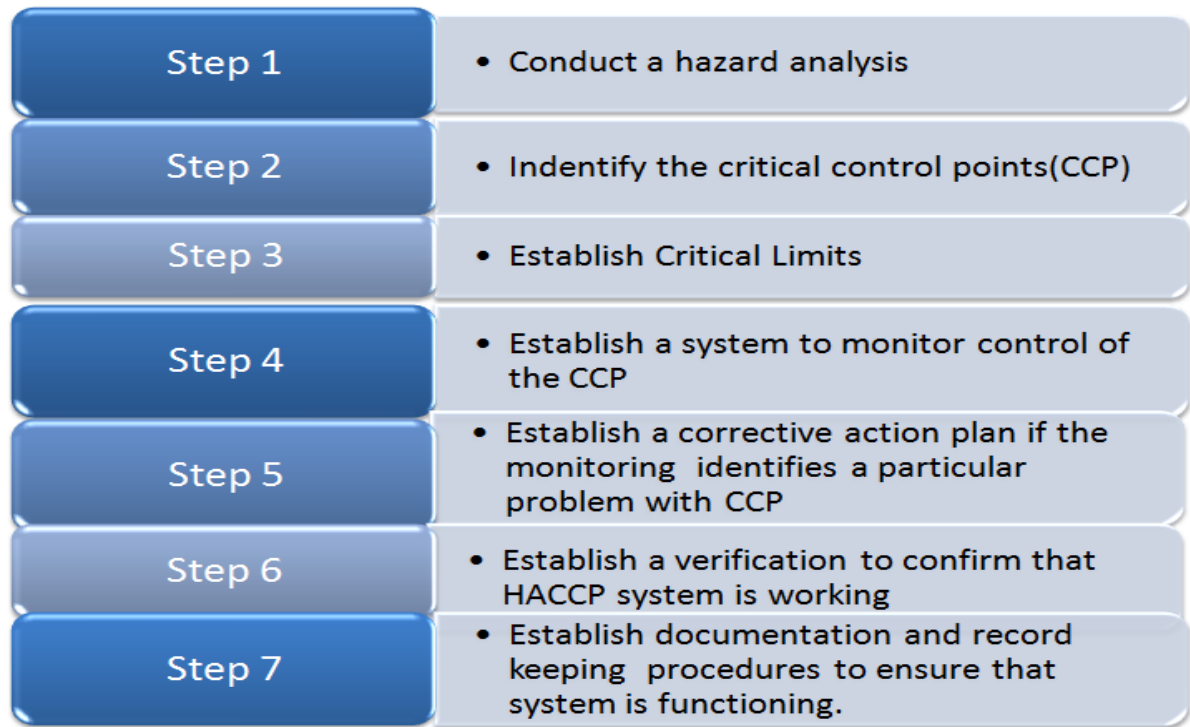 Step 1
• Conduct a hazard analysis
Step 2
• Indentify the critical control points(CCP)
Step 3
• Establish Critical Limits
Step 4
• Establish a system to monitor control of
the CCP
Step 5
• Establish a corrective action plan if the
monitoring identifies a particular
problem with CCP
Step 6
• Establish a verification to confirm that
HACCP system is working
Step 7
• Establish documentation and record
keeping procedures to ensure that
system is functioning.